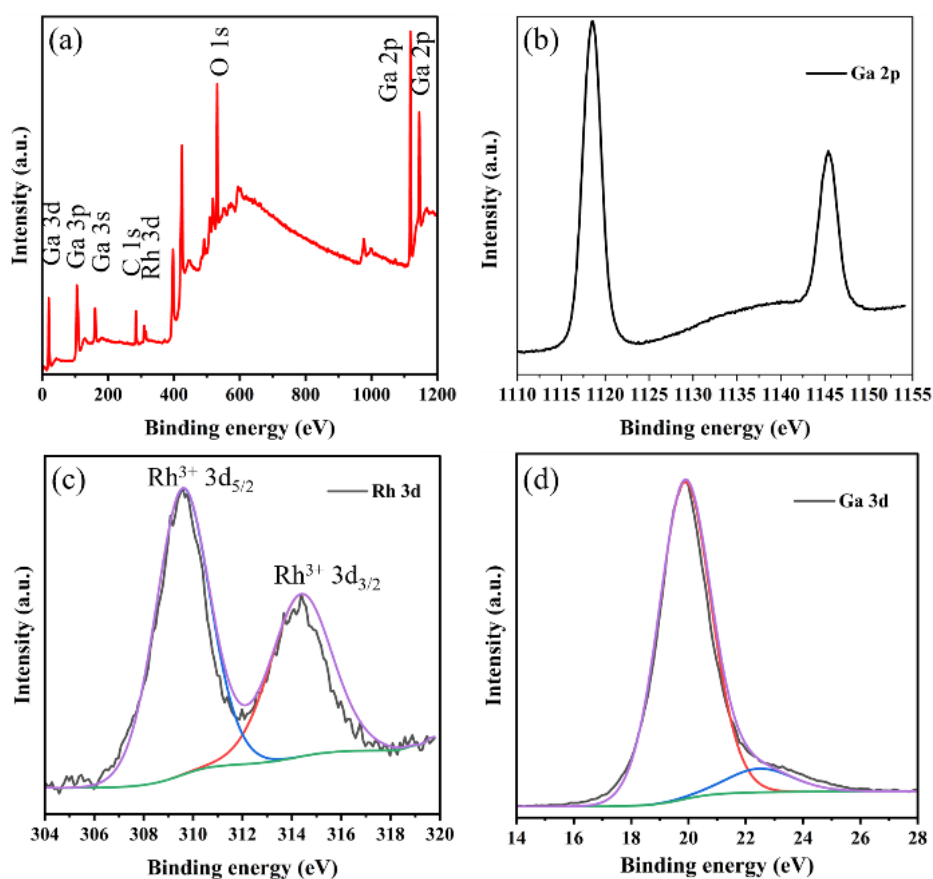 (a)
Ga 3d
Ga 3p
Ga 3s
C 1s
Rh 3d
O 1s
Ga 2p
Ga 2p
Intensity (a.u.)
0 200 400 600 800 1000 1200
Binding energy (eV)
(b)
Ga 2p
Intensity (a.u.)
1110 1115 1120 1125 1130 1135 1140 1145 1150 1155
Binding energy (eV)
(c)
Rh³⁺ 3d₅/₂
Rh 3d
Rh³⁺ 3d₃/₂
Intensity (a.u.)
304 306 308 310 312 314 316 318 320
Binding energy (eV)
(d)
Ga 3d
Intensity (a.u.)
14 16 18 20 22 24 26 28
Binding energy (eV)